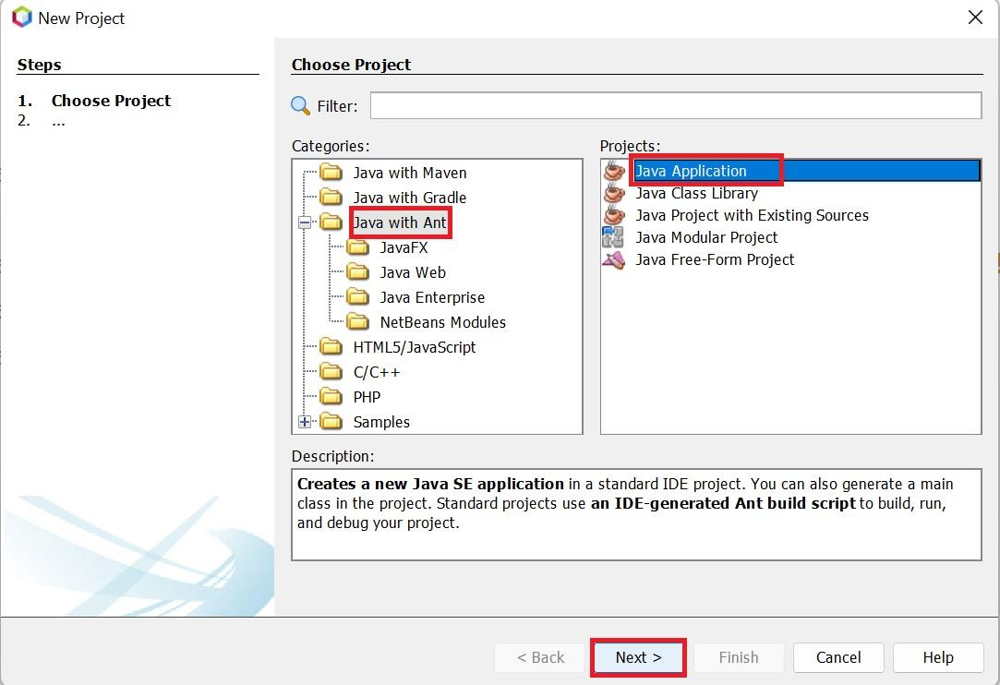 New Project
Steps
1. Choose Project
2. ...
Choose Project
Filter:
Categories:
Java with Maven
Java with Gradle
Java with Ant
JavaFX
Java Web
Java Enterprise
NetBeans Modules
HTML5/JavaScript
C/C++
PHP
Samples
Projects:
Java Application
Java Class Library
Java Project with Existing Sources
Java Modular Project
Java Free-Form Project
Description:
Creates a new Java SE application in a standard IDE project. You can also generate a main
class in the project. Standard projects use an IDE-generated Ant build script to build, run,
and debug your project.
< Back Next > Finish Cancel Help